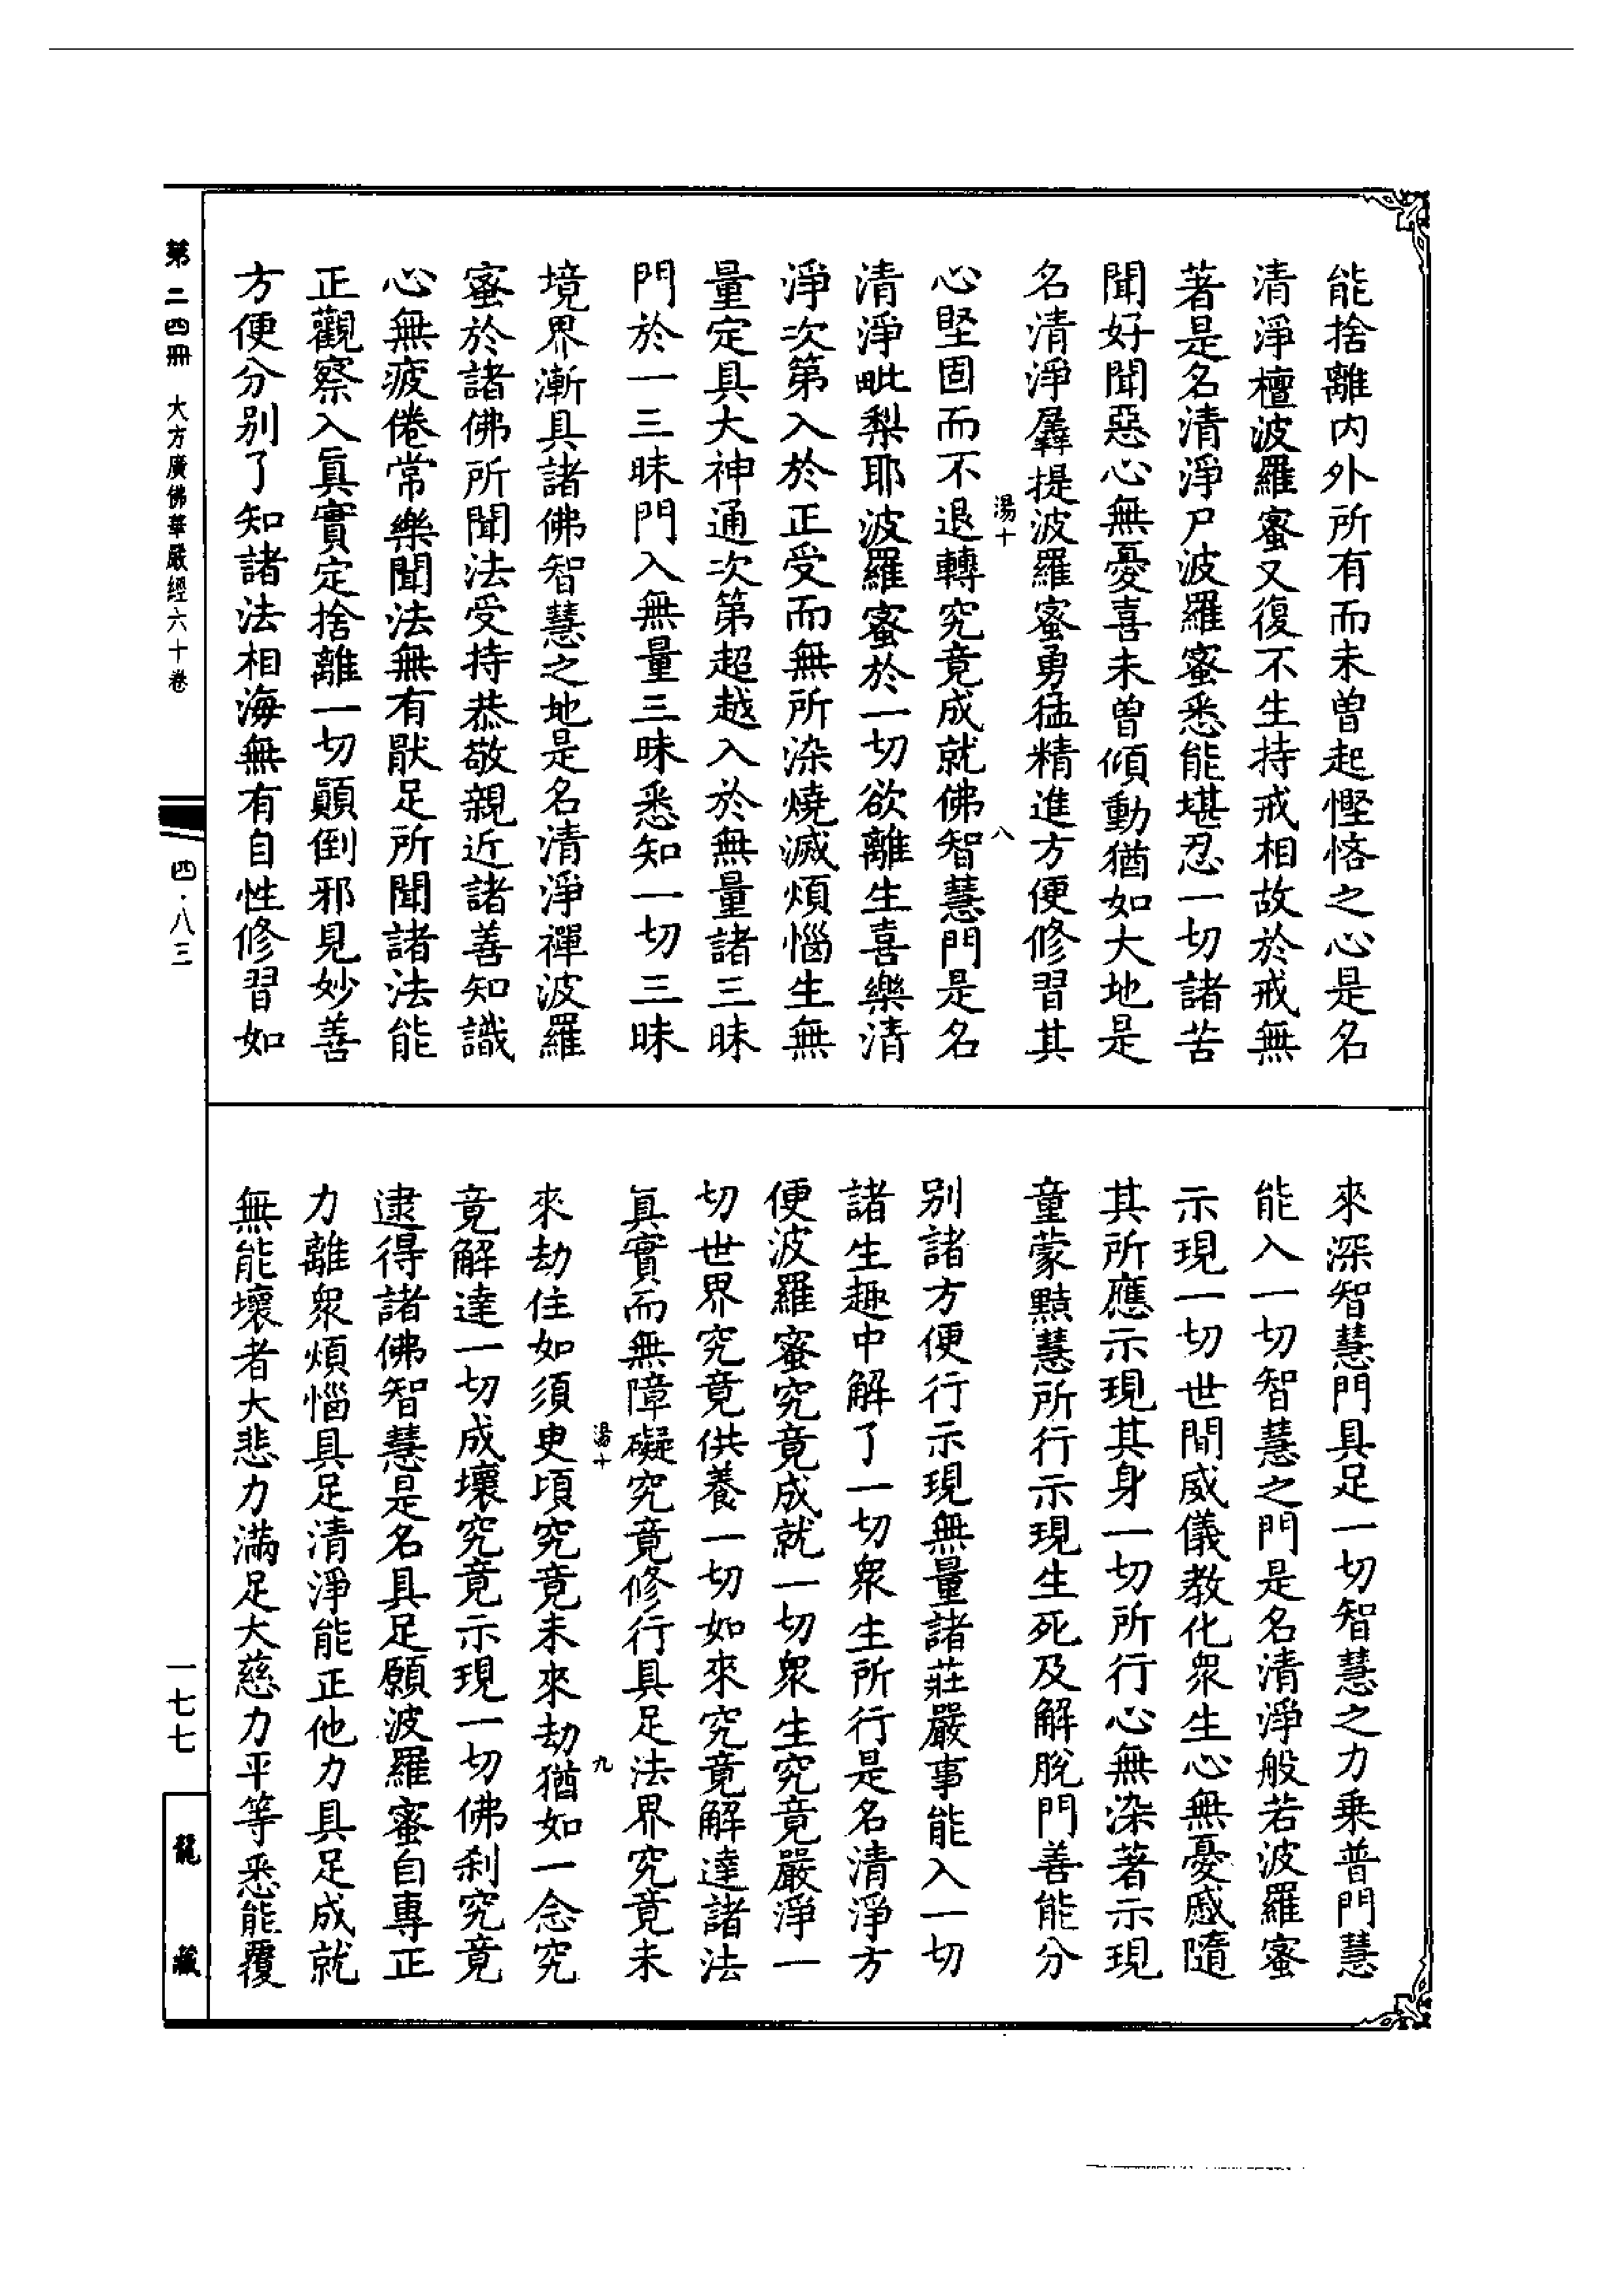 能捨離內外所有而未曾起慳悋之心是名
清淨檀波羅蜜又復不生持戒相故於戒無
著是名清淨尸波羅蜜悉能堪忍一切諸苦
聞好聞惡心無憂喜未曾傾動猶如大地是
名清淨羼提波羅蜜勇猛精進方便修習其
湯十 八
心堅固而不退轉究竟成就佛智慧門是名
清淨毗梨耶波羅蜜於一切欲離生喜樂清
淨次第入於正受而無所染燒滅煩惱生無
量定具大神通次第超越入於無量諸三昧
門於一三昧門入無量三昧悉知一切三昧
境界漸具諸佛智慧之地是名清淨禪波羅
蜜於諸佛所聞法受持恭敬親近諸善知識
心無疲倦常樂聞法無有猒足所聞諸法能
正觀察入眞實定捨離一切顚倒邪見妙善
方便分別了知諸法相海無有自性修習如
來深智慧門具足一切智慧之力乘普門慧
能入一切智慧之門是名清淨般若波羅蜜
示現一切世間威儀教化衆生心無憂慼隨
其所應示現其身一切所行心無染著示現
童蒙黠慧所行示現生死及解脫門善能分
別諸方便行示現無量諸莊嚴事能入一切
諸生趣中解了一切衆生所行是名清淨方
便波羅蜜究竟成就一切衆生究竟嚴淨一
切世界究竟供養一切如來究竟解達諸法
眞實而無障礙究竟修行具足法界究竟未
湯十 九
來劫住如須臾頃究竟未來劫猶如一念究
竟解達一切成壞究竟示現一切佛刹究竟
逮得諸佛智慧是名具足願波羅蜜自專正
力離衆煩惱具足清淨能正他力具足成就
無能壞者大悲力滿足大慈力平等悉能覆
第二四冊 大方廣佛華嚴經六十卷 四·八三
一七七 龍藏